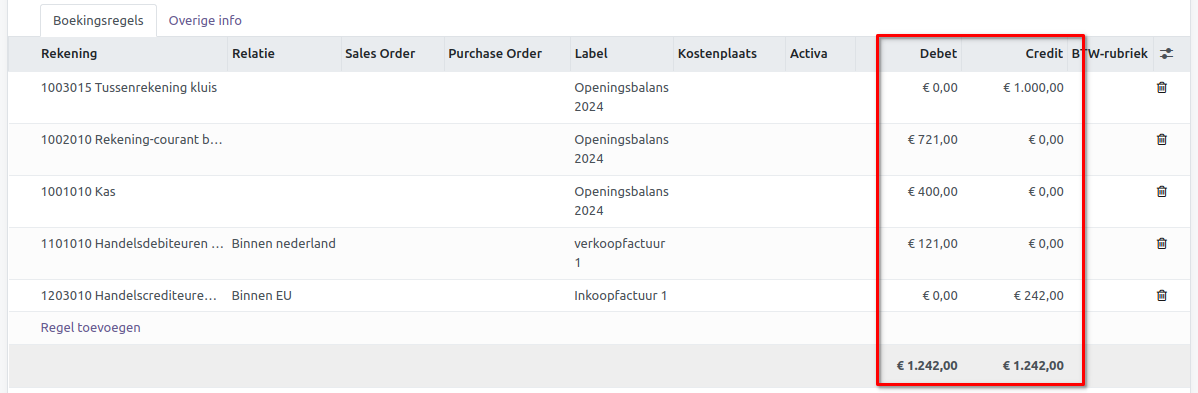 Boekingsregels Overige info
Rekening Relatie Sales Order Purchase Order Label Kostenplaats Activa Debet Credit BTW-rubriek
1003015 Tussenrekening kluis Openingsbalans € 0,00 € 1.000,00
2024
1002010 Rekening-courant b... Openingsbalans € 721,00 € 0,00
2024
1001010 Kas Openingsbalans € 400,00 € 0,00
2024
1101010 Handelsdebiteuren ... Binnen nederland verkoopfactuur € 121,00 € 0,00
1
1203010 Handelscrediteure... Binnen EU Inkoopfactuur 1 € 0,00 € 242,00
Regel toevoegen
€ 1.242,00 € 1.242,00